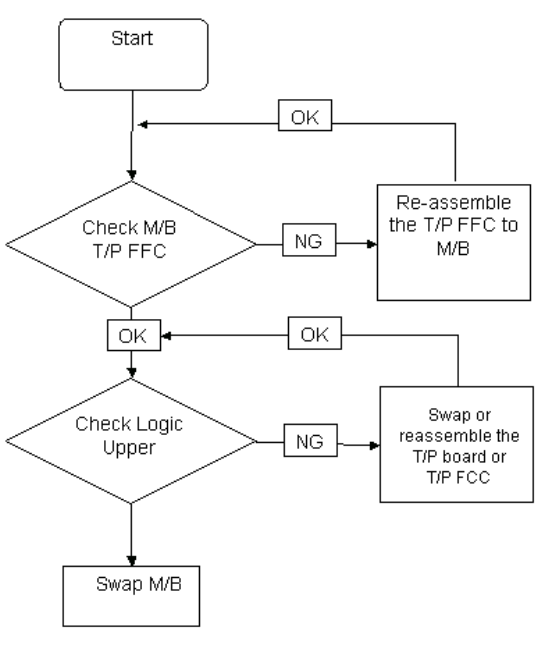 Start
OK
Check M/B
T/P FFC
NG
Re-assemble
the T/P FFC to
M/B
OK
OK
Check Logic
Upper
NG
Swap or
reassemble the
T/P board or
T/P FCC
Swap M/B